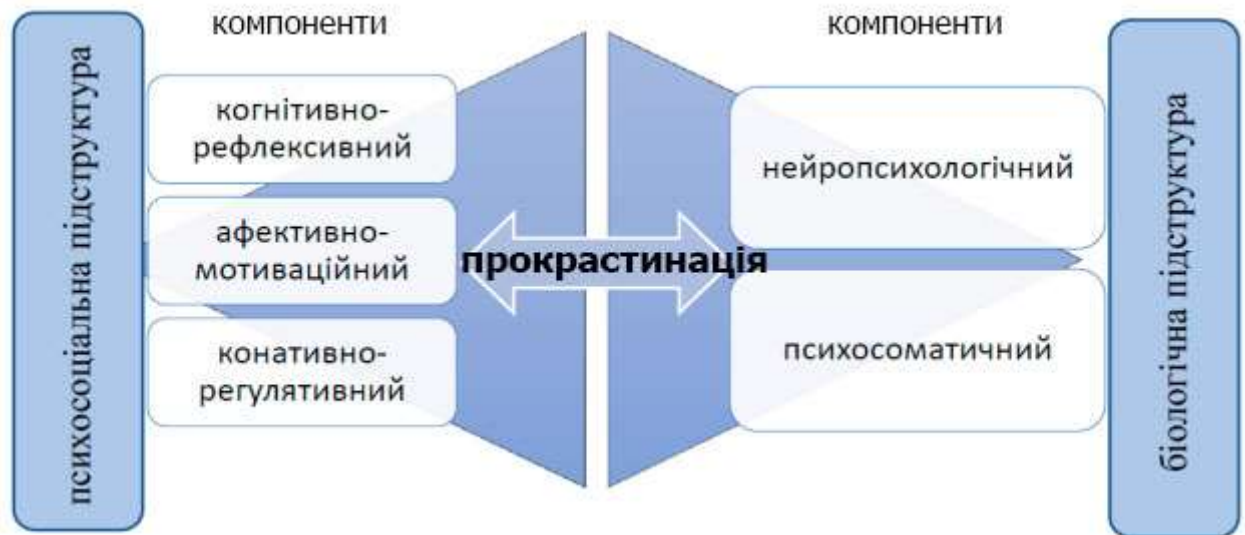 психосоціальна підструктура
компоненти
когнітивно-
рефлексивний
афективно-
мотиваційний
конативно-
регулятивний
прокрастинація
компоненти
нейропсихологічний
психосоматичний
біологічна підструктура